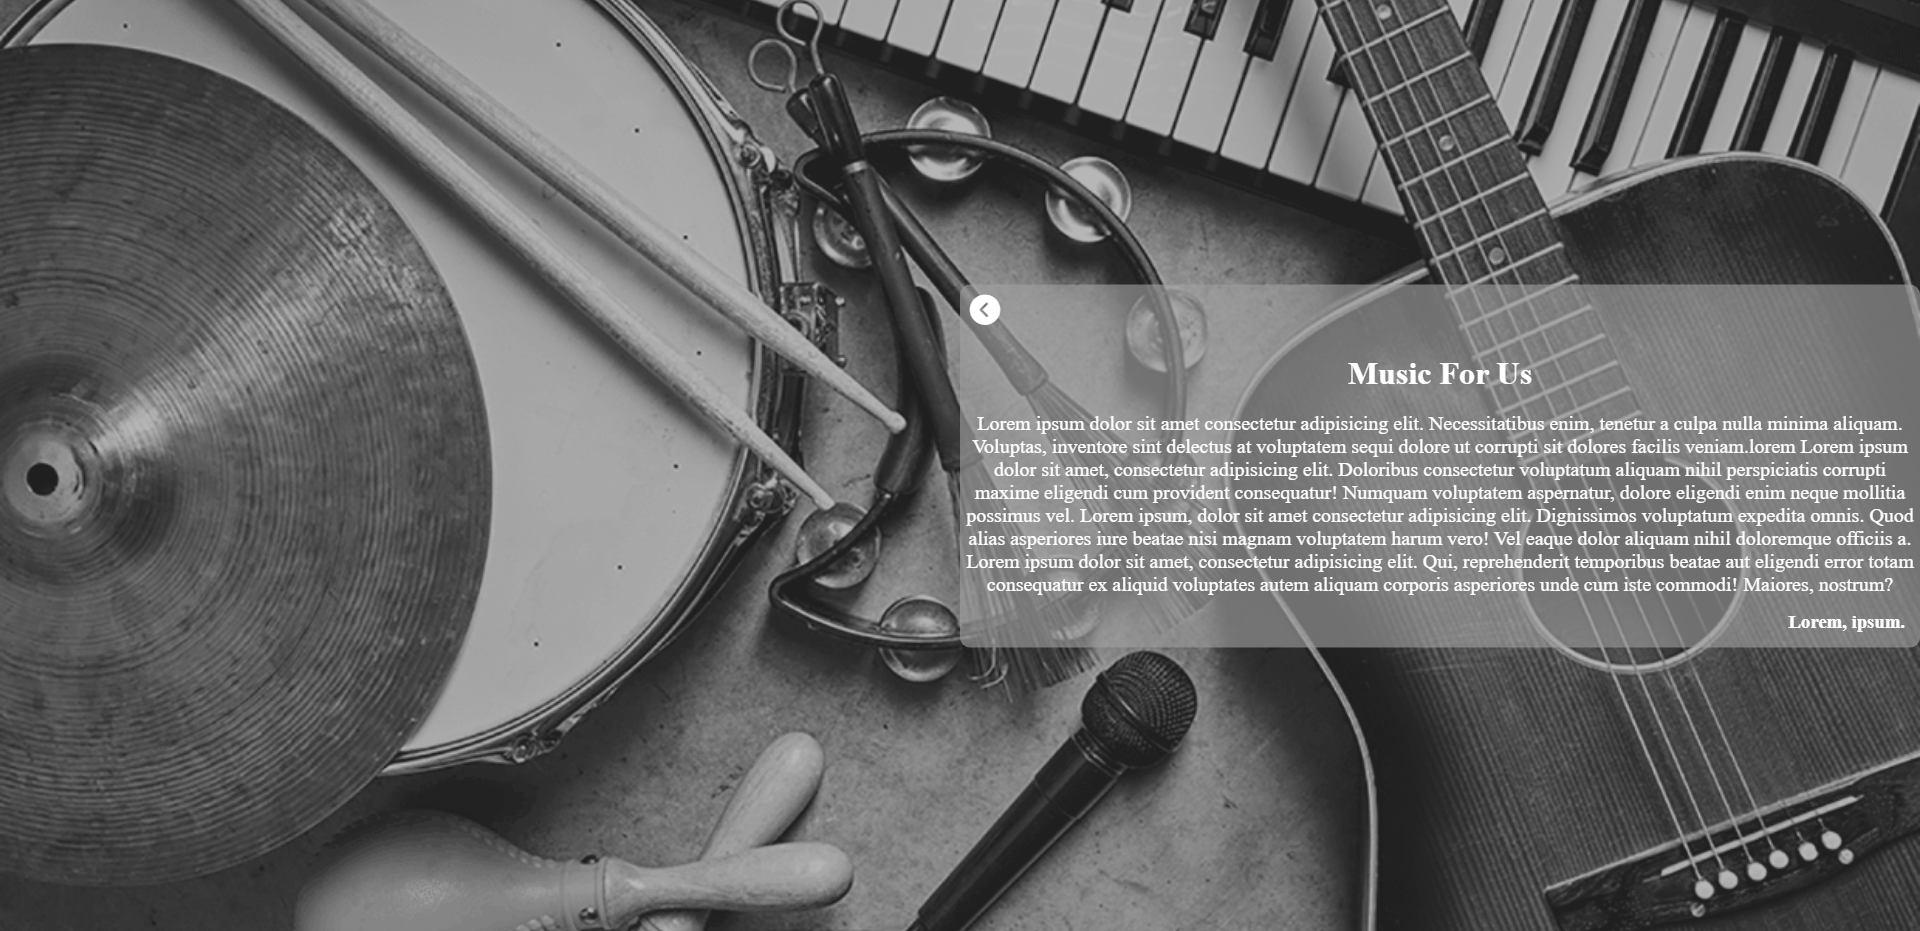 Music For Us
Lorem ipsum dolor sit amet consectetur adipisicing elit. Necessitatibus enim, tenetur a culpa nulla minima aliquam.
Voluptas, inventore sint delectus at voluptatem sequi dolore ut corrupti sit dolores facilis veniam.lorem Lorem ipsum
dolor sit amet, consectetur adipisicing elit. Doloribus consectetur voluptatum aliquam nihil perspiciatis corrupti
maxime eligendi cum provident consequatur! Numquam voluptatem aspernatur, dolore eligendi enim neque mollitia
possimus vel. Lorem ipsum, dolor sit amet consectetur adipisicing elit. Dignissimos voluptatum expedita omnis. Quod
alias asperiores iure beatae nisi magnam voluptatem harum vero! Vel eaque dolor aliquam nihil doloremque officiis a.
Lorem ipsum dolor sit amet, consectetur adipisicing elit. Qui, reprehenderit temporibus beatae aut eligendi error totam
consequatur ex aliquid voluptates autem aliquam corporis asperiores unde cum iste commodi! Maiores, nostrum?
Lorem, ipsum.